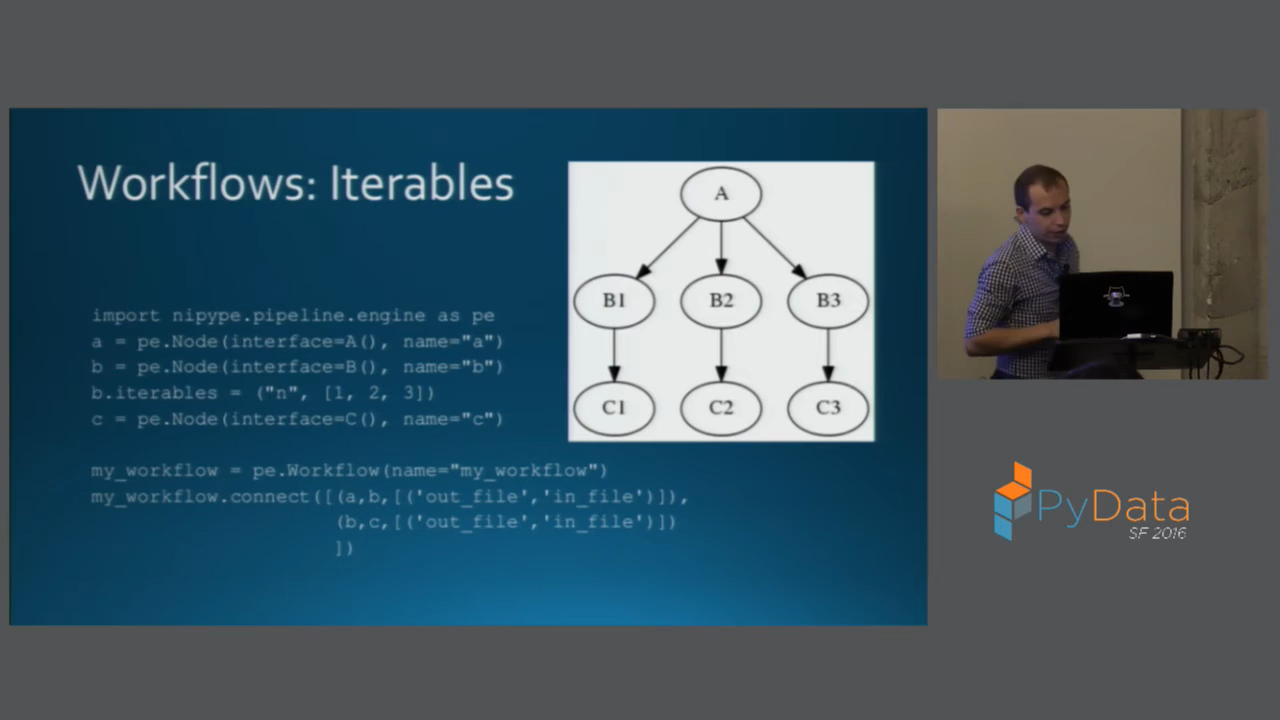 Workflows: Iterables
import nipype.pipeline.engine as pe
a = pe.Node(interface=A(), name="a")
b = pe.Node(interface=B(), name="b")
b.iterables = ("n", [1, 2, 3])
c = pe.Node(interface=C(), name="c")
my_workflow = pe.Workflow(name="my_workflow")
my_workflow.connect([(a,b,[('out_file','in_file')]),
(b,c,[('out_file','in_file')])
])
A
B1 B2 B3
C1 C2 C3
PyData
SF 2016